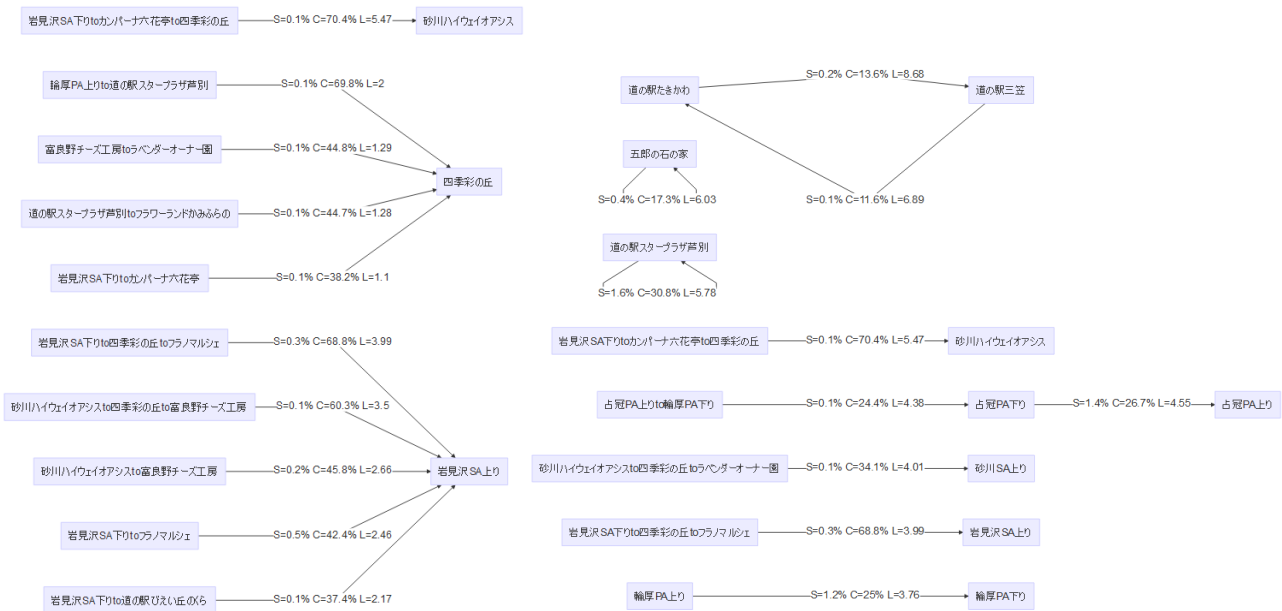 岩見沢SA下りtoカンパーナ六花亭to四季彩の丘
S=0.1% C=70.4% L=5.47
砂川ハイウェイオアシス
輪厚PA上りto道の駅スタープラザ芦別
S=0.1% C=69.8% L=2
富良野チーズ工房toラベンダーオーナー園
S=0.1% C=44.8% L=1.29
四季彩の丘
道の駅スタープラザ芦別toフラワーランドかみふらの
S=0.1% C=44.7% L=1.28
岩見沢SA下りtoカンパーナ六花亭
S=0.1% C=38.2% L=1.1
岩見沢SA下りto四季彩の丘toフラノマルシェ
S=0.3% C=68.8% L=3.99
砂川ハイウェイオアシスto四季彩の丘to富良野チーズ工房
S=0.1% C=60.3% L=3.5
砂川ハイウェイオアシスto富良野チーズ工房
S=0.2% C=45.8% L=2.66
岩見沢SA上り
岩見沢SA下りtoフラノマルシェ
S=0.5% C=42.4% L=2.46
岩見沢SA下りto道の駅びえい丘のくら
S=0.1% C=37.4% L=2.17
道の駅たきかわ
S=0.2% C=13.6% L=8.68
道の駅三笠
五郎の石の家
S=0.4% C=17.3% L=6.03
S=0.1% C=11.6% L=6.89
道の駅スタープラザ芦別
S=1.6% C=30.8% L=5.78
岩見沢SA下りtoカンパーナ六花亭to四季彩の丘
S=0.1% C=70.4% L=5.47
砂川ハイウェイオアシス
占冠PA上りto輪厚PA下り
S=0.1% C=24.4% L=4.38
占冠PA下り
S=1.4% C=26.7% L=4.55
占冠PA上り
砂川ハイウェイオアシスto四季彩の丘toラベンダーオーナー園
S=0.1% C=34.1% L=4.01
砂川SA上り
岩見沢SA下りto四季彩の丘toフラノマルシェ
S=0.3% C=68.8% L=3.99
岩見沢SA上り
輪厚PA上り
S=1.2% C=25% L=3.76
輪厚PA下り